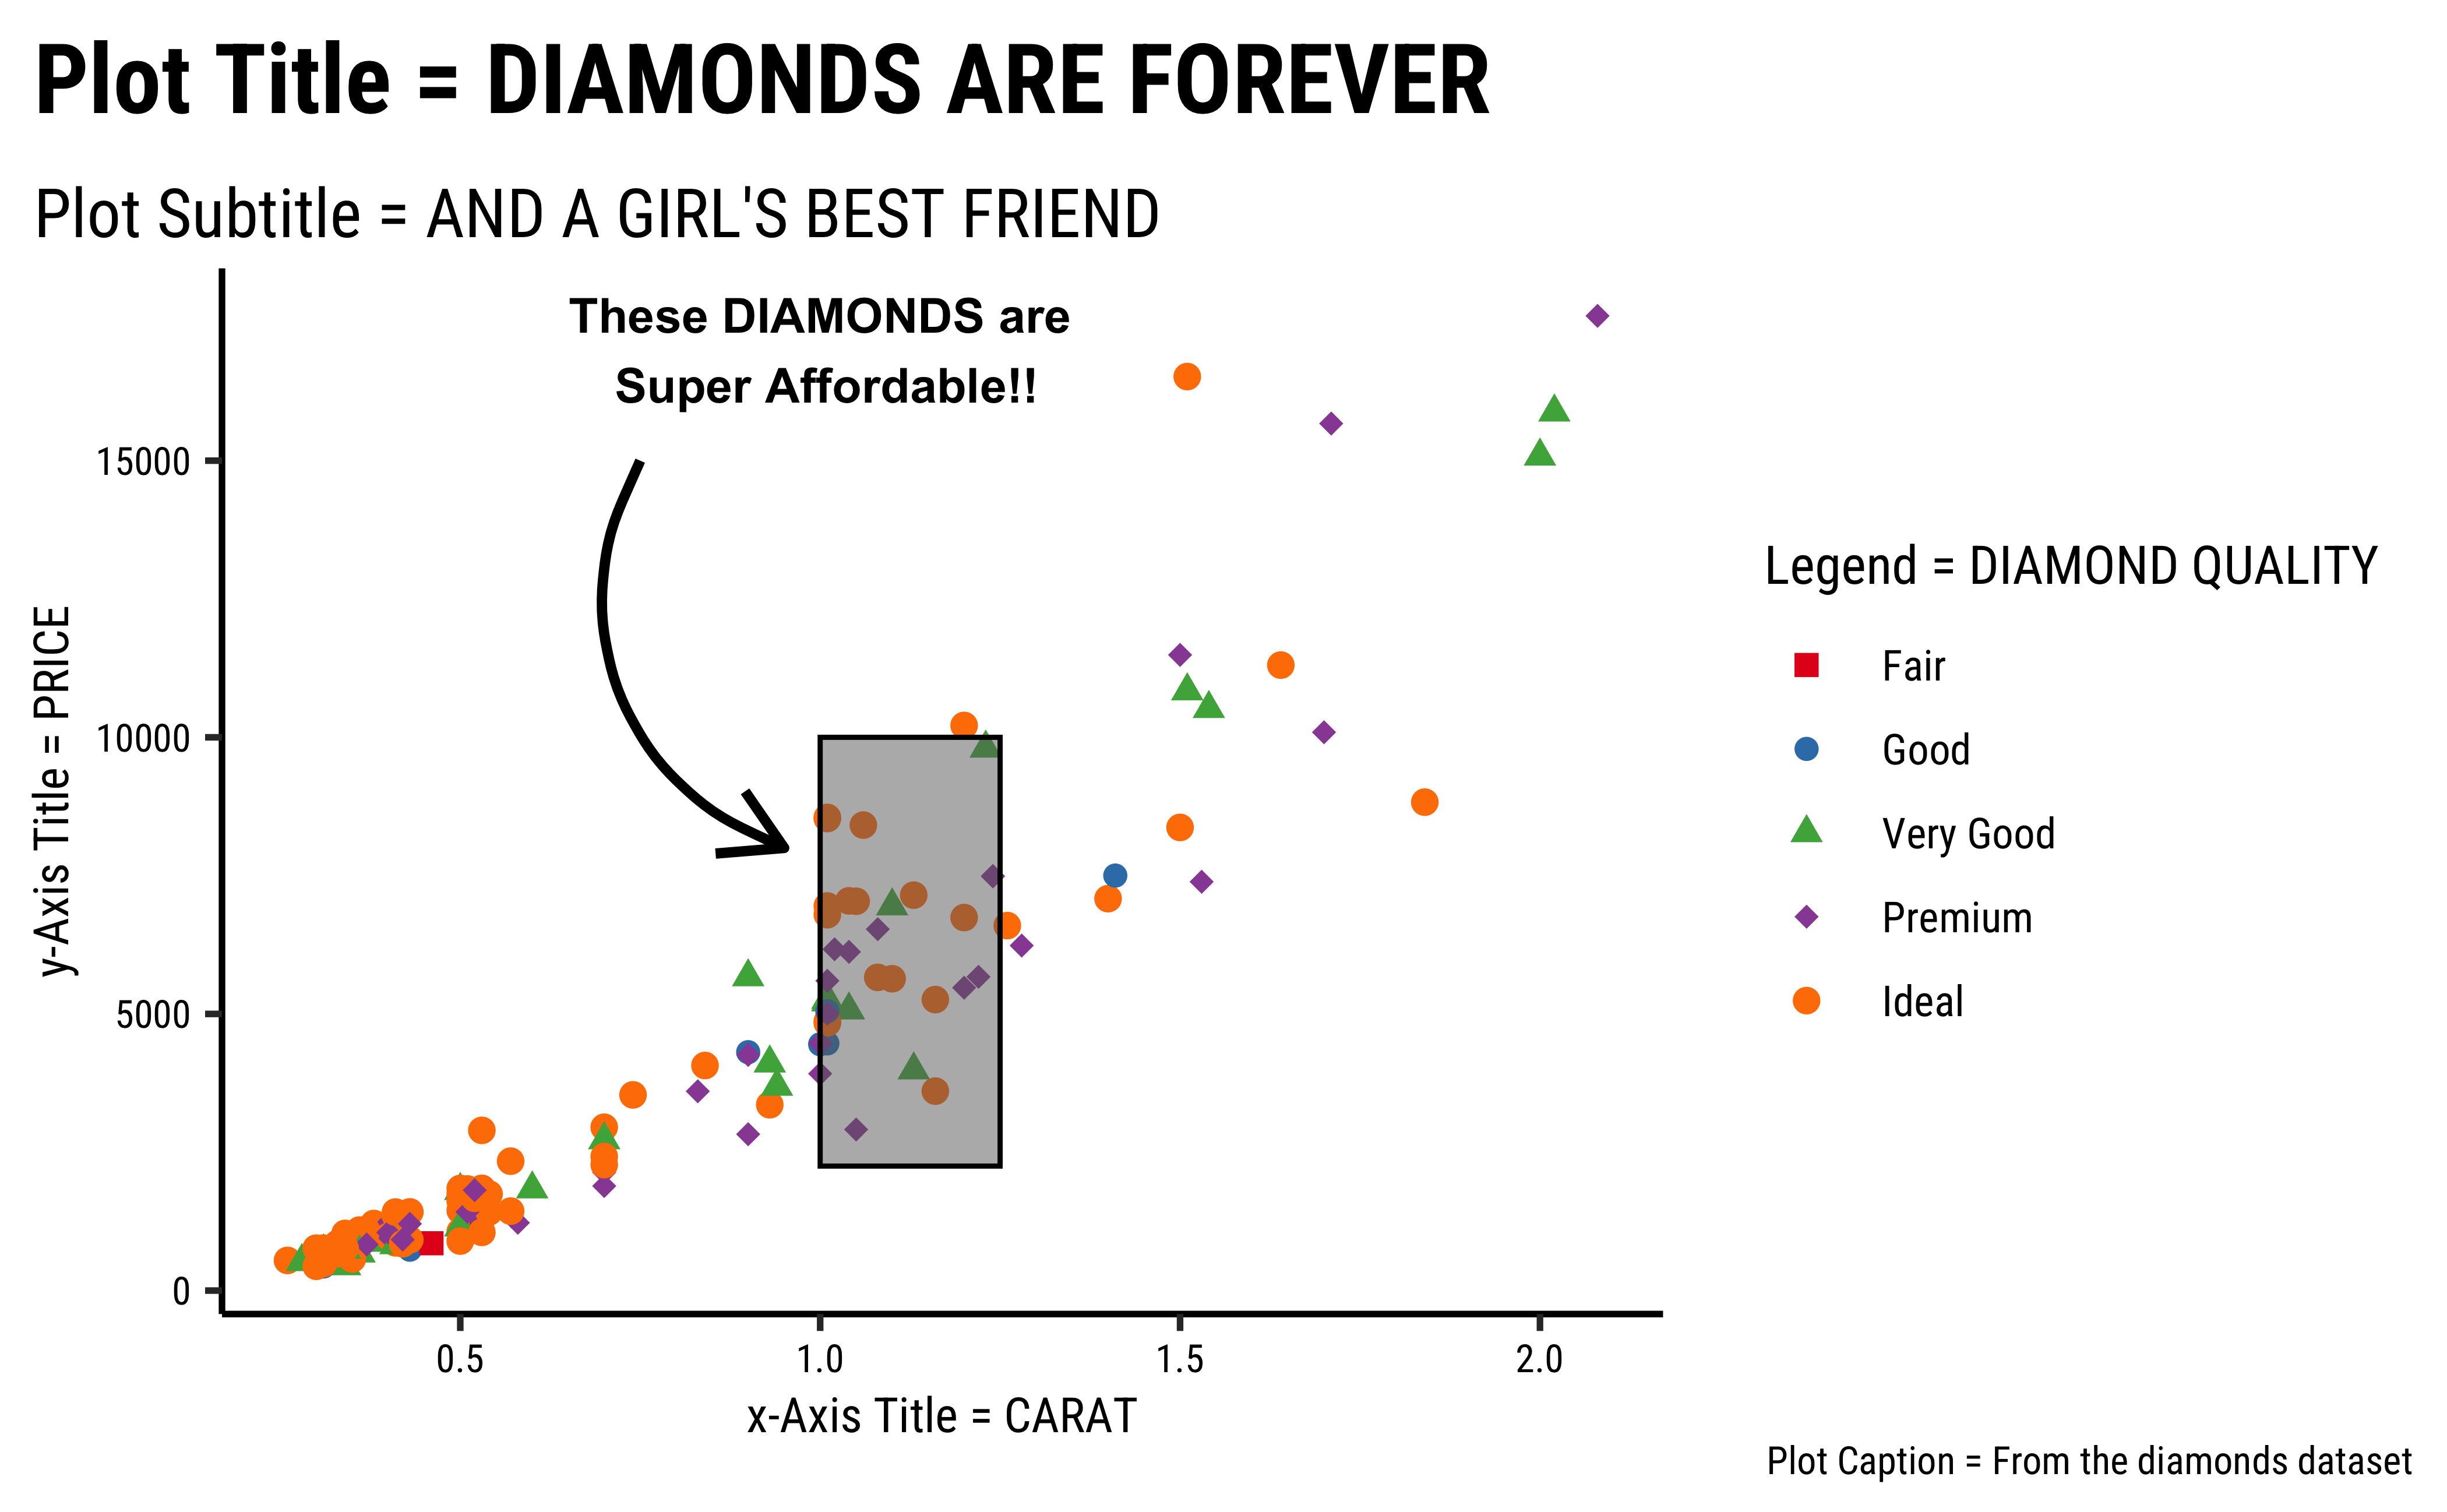 Plot Title = DIAMONDS ARE FOREVER
Plot Subtitle = AND A GIRL'S BEST FRIEND
These DIAMONDS are
Super Affordable!!
y-Axis Title = PRICE
15000
10000
5000
0
0.5
1.0
1.5
2.0
x-Axis Title = CARAT
Legend = DIAMOND QUALITY
Fair
Good
Very Good
Premium
Ideal
Plot Caption = From the diamonds dataset